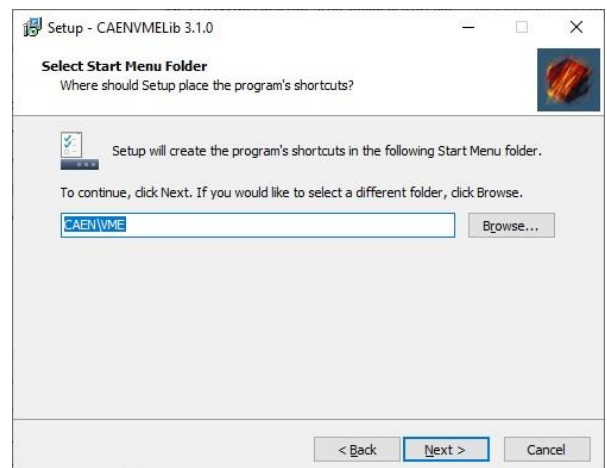 Setup - CAENVMELib 3.1.0
Select Start Menu Folder
Where should Setup place the program's shortcuts?
Setup will create the program's shortcuts in the following Start Menu folder.
To continue, click Next. If you would like to select a different folder, click Browse.
CAEN\VME
Browse...
< Back
Next >
Cancel